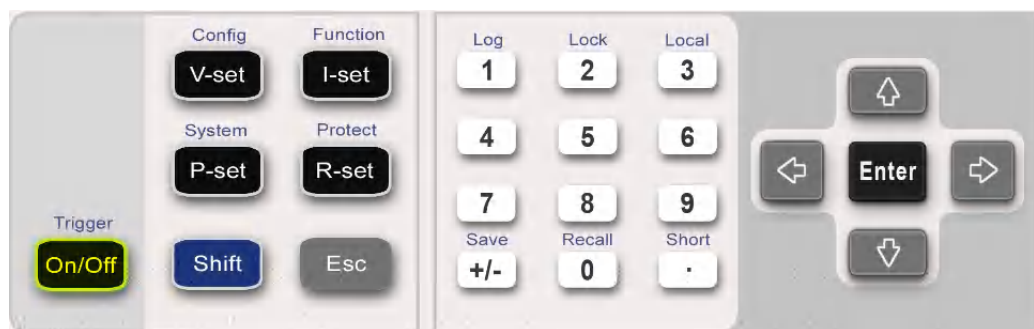 Config Function
V-set I-set
System Protect
P-set R-set
Trigger
On/Off Shift Esc
Log Lock Local
1 2 3
4 5 6
7 8 9
Save Recall Short
+/- 0 .
Enter